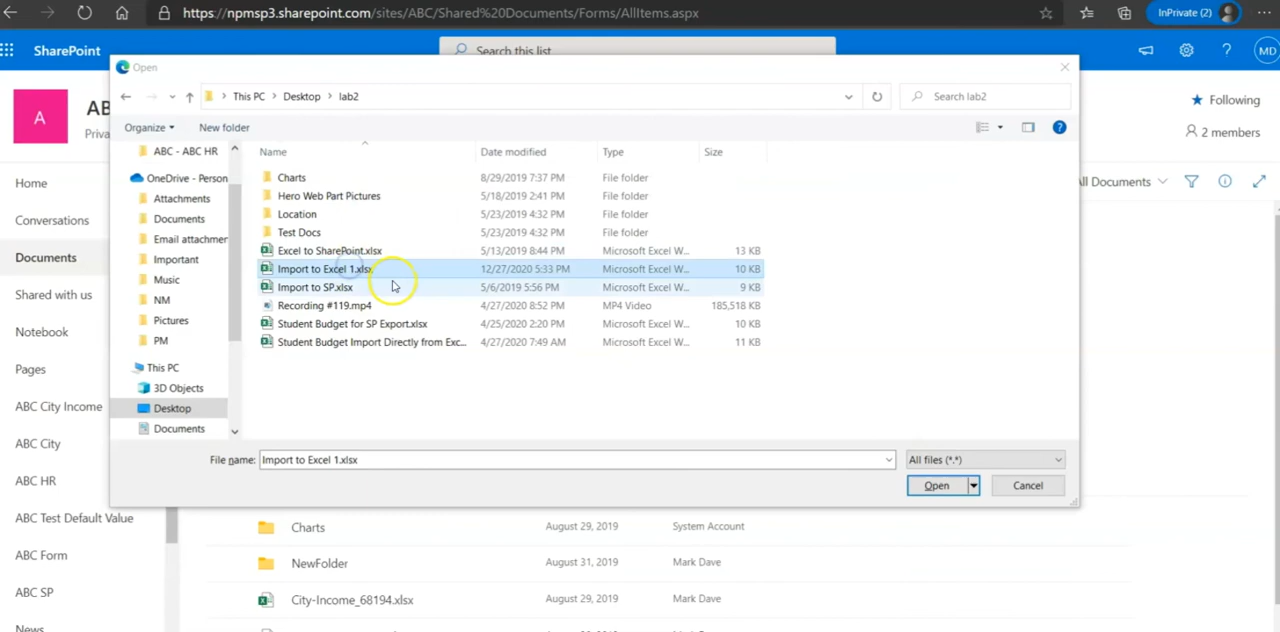 https://npmsp3.sharepoint.com/sites/ABC/Shared%20Documents/Forms/AllItems.aspx
InPrivate (2)
SharePoint
Search this list
MD
Open
A
AB
Priva
This PC > Desktop > lab2
Search lab2
Following
2 members
Organize
New folder
Home
Conversations
Documents
Shared with us
Notebook
Pages
ABC City Income
ABC City
ABC HR
ABC Test Default Value
ABC Form
ABC SP
News
ABC - ABC HR
OneDrive - Person
Attachments
Documents
Email attachmer
Important
Music
NM
Pictures
PM
This PC
3D Objects
Desktop
Documents
Name Date modified Type Size
Charts 8/29/2019 7:37 PM File folder
Hero Web Part Pictures 5/18/2019 2:41 PM File folder
Location 5/23/2019 4:32 PM File folder
Test Docs 5/23/2019 4:32 PM File folder
Excel to SharePoint.xlsx 5/13/2019 8:44 PM Microsoft Excel W... 13 KB
Import to Excel 1.xlsx 12/27/2020 5:33 PM Microsoft Excel W... 10 KB
Import to SP.xlsx 5/6/2019 5:56 PM Microsoft Excel W... 9 KB
Recording #119.mp4 4/27/2020 8:52 PM MP4 Video 185,518 KB
Student Budget for SP Export.xlsx 4/25/2020 2:20 PM Microsoft Excel W... 10 KB
Student Budget Import Directly from Exc... 4/27/2020 7:49 AM Microsoft Excel W... 11 KB
ll Documents
File name: Import to Excel 1.xlsx
All files (*.*)
Open
Cancel
Charts August 29, 2019 System Account
NewFolder August 31, 2019 Mark Dave
City-Income_68194.xlsx August 29, 2019 Mark Dave